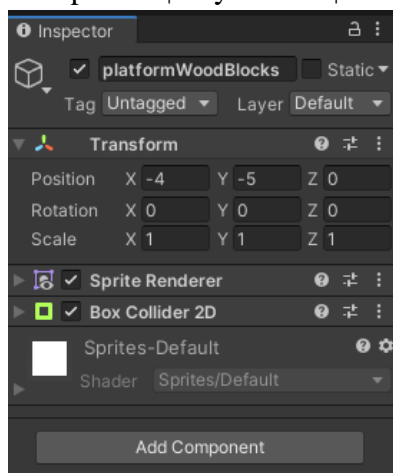 Inspector
platformWoodBlocks Static
Tag Untagged Layer Default
Transform
Position X -4 Y -5 Z 0
Rotation X 0 Y 0 Z 0
Scale X 1 Y 1 Z 1
Sprite Renderer
Box Collider 2D
Sprites-Default
Shader Sprites/Default
Add Component